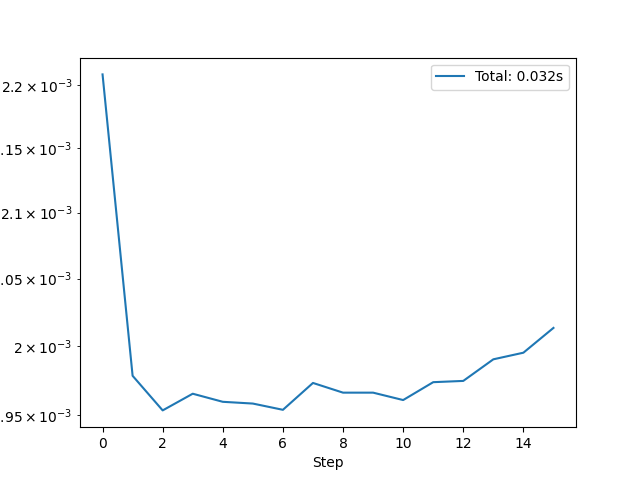 Total: 0.032s
2.2 × 10⁻³
.15 × 10⁻³
2.1 × 10⁻³
.05 × 10⁻³
2 × 10⁻³
.95 × 10⁻³
0 2 4 6 8 10 12 14
Step